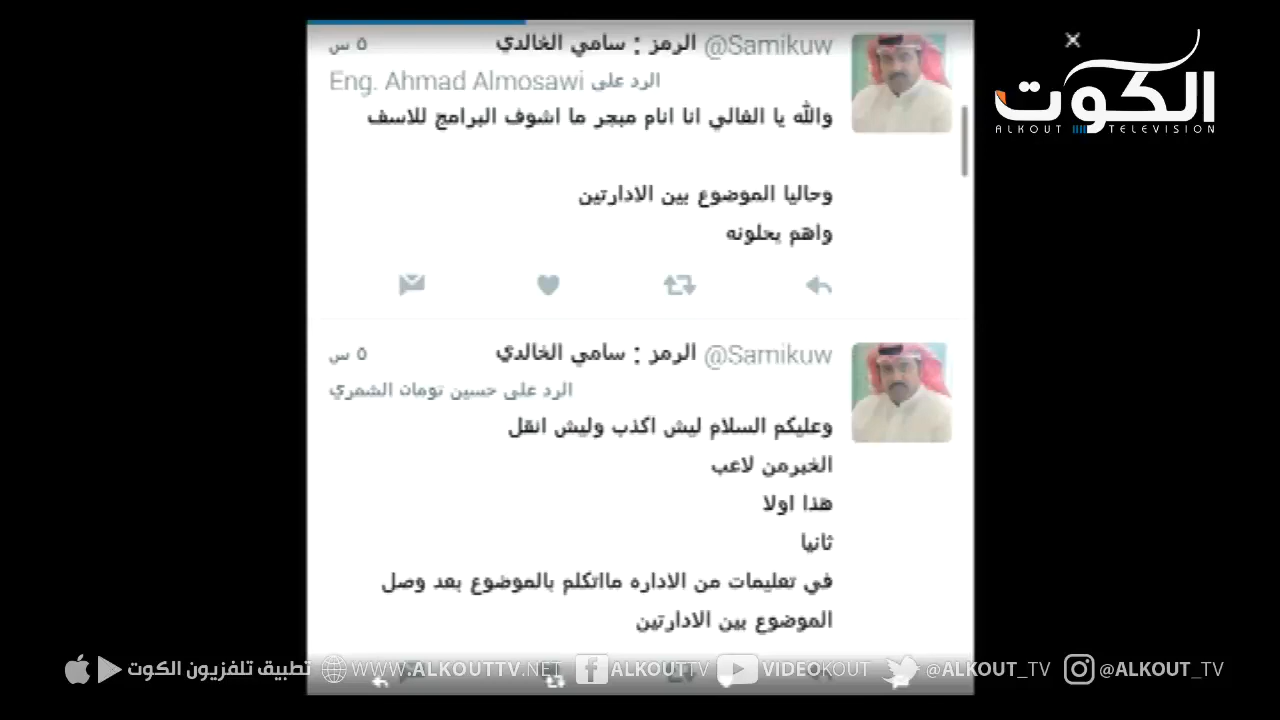 الرمز : سامي الخالدي @Samikuw ٥ س
الرد على Eng. Ahmad Almosawi
والله يا الغالي انا انام مبجر ما اشوف البرامج للاسف
وحاليا الموضوع بين الادارتين
واهم يحلونه
الرمز : سامي الخالدي @Samikuw ٥ س
الرد على حسين تومان الشمري
وعليكم السلام ليش اكذب وليش انقل
الخبرمن لاعب
هذا اولا
ثانيا
في تعليمات من الاداره مااتكلم بالموضوع بعد وصل
الموضوع بين الادارتين
الكوت
ALKOUT TELEVISION
تطبيق تلفزيون الكوت WWW.ALKOUTTV.NET ALKOUTTV VIDEOKOUT @ALKOUT_TV @ALKOUT_TV